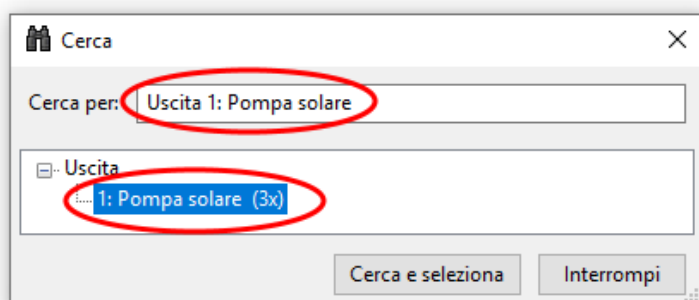 Cerca
Cerca per: Uscita 1: Pompa solare
Uscita
1: Pompa solare (3x)
Cerca e seleziona Interrompi